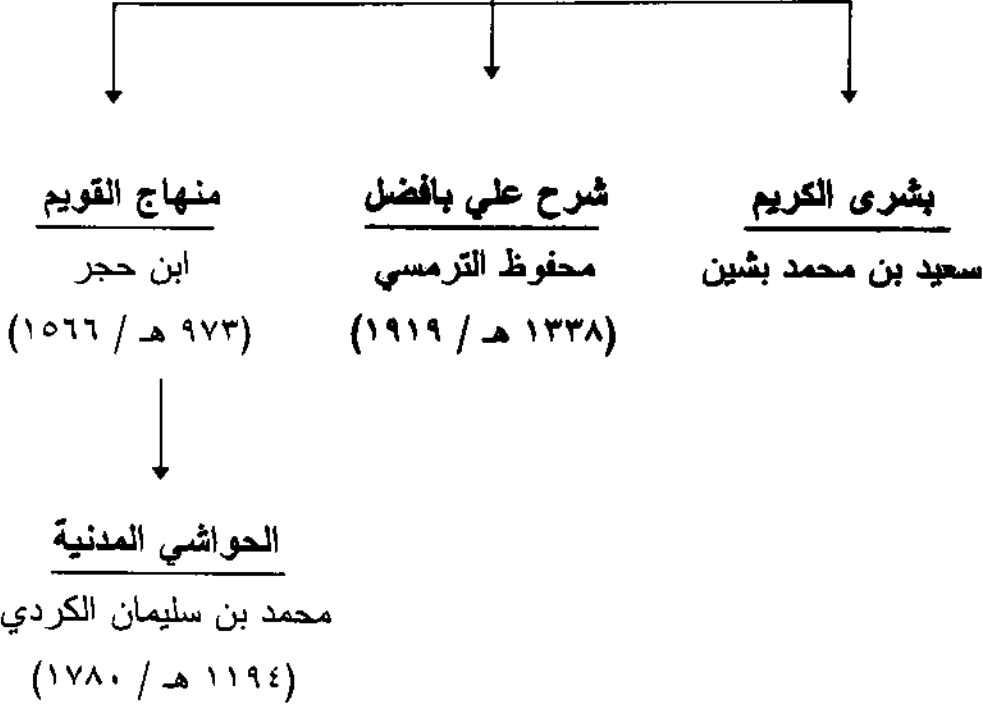 بشرى الكريم
سعيد بن محمد بشين
شرح علي بافضل
محفوظ الترمسي
(١٣٣٨ هـ / ١٩١٩)
منهاج القويم
ابن حجر
(٩٧٣ هـ / ١٥٦٦)
الحواشي المدنية
محمد بن سليمان الكردي
(١١٩٤ هـ / ١٧٨٠)